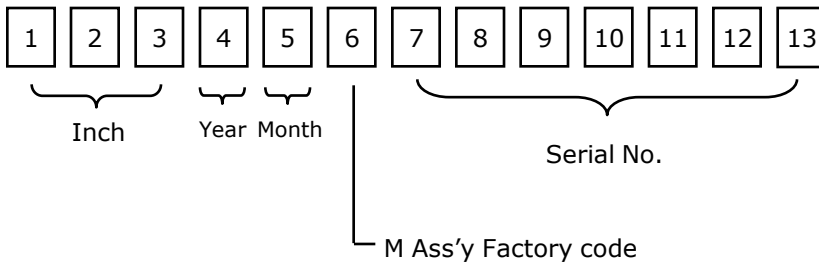 1 2 3 4 5 6 7 8 9 10 11 12 13
Inch Year Month Serial No.
M Ass’y Factory code